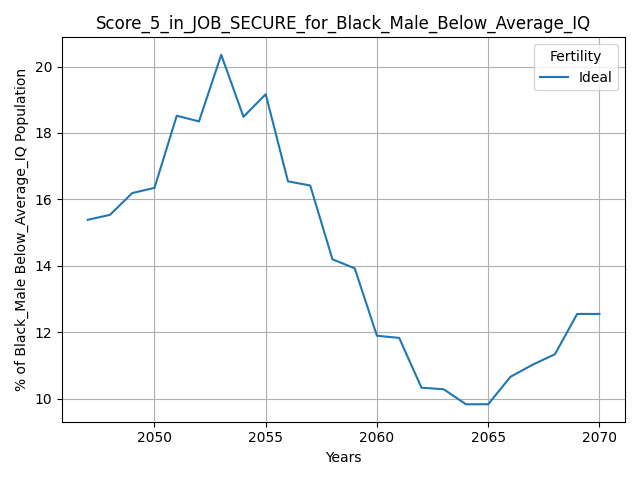 Score_5_in_JOB_SECURE_for_Black_Male_Below_Average_IQ
Fertility
Ideal
% of Black_Male Below_Average_IQ Population
20
18
16
14
12
10
2050
2055
2060
2065
2070
Years